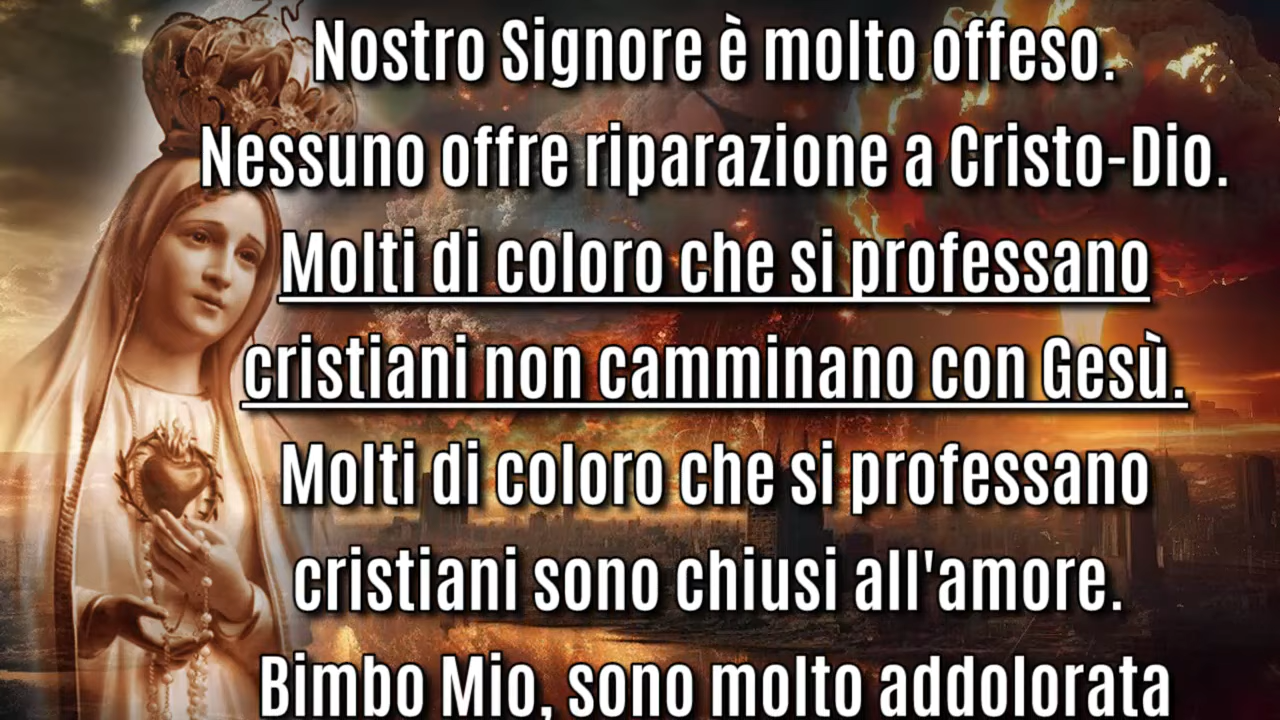 Nostro Signore è molto offeso.
Nessuno offre riparazione a Cristo-Dio.
Molti di coloro che si professano
cristiani non camminano con Gesù.
Molti di coloro che si professano
cristiani sono chiusi all'amore.
Bimbo Mio, sono molto addolorata